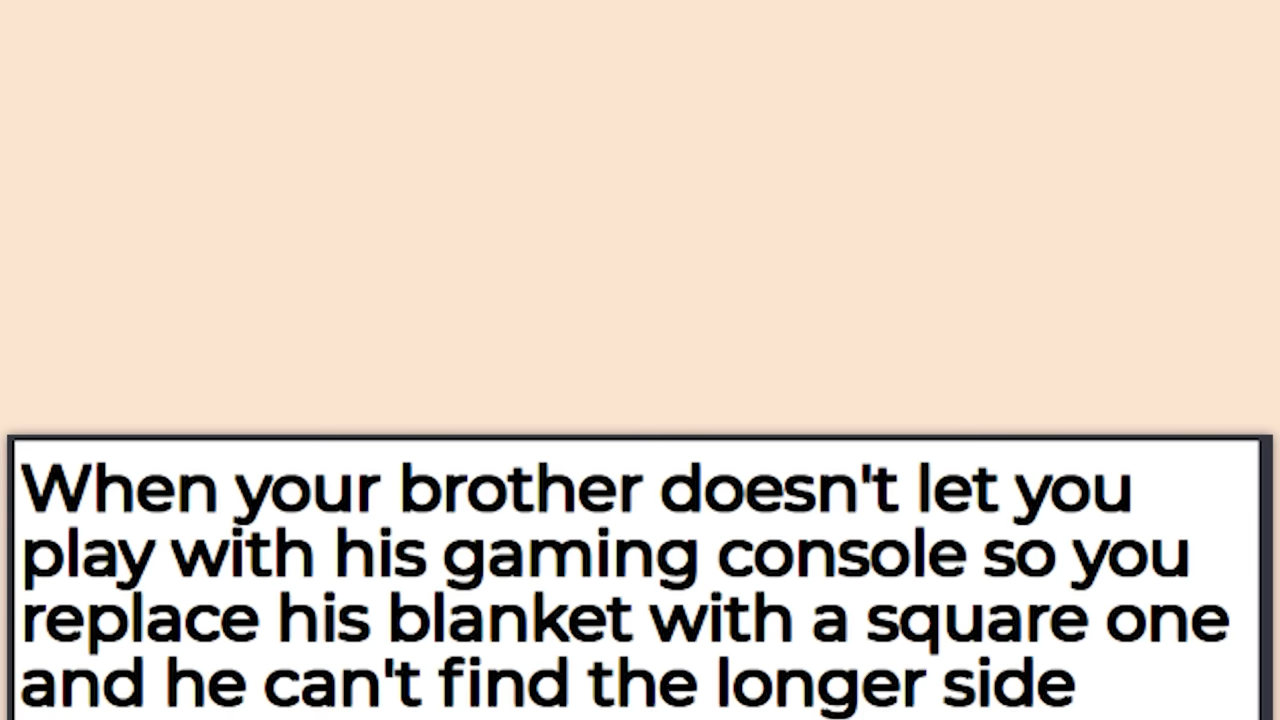 When your brother doesn't let you
play with his gaming console so you
replace his blanket with a square one
and he can't find the longer side